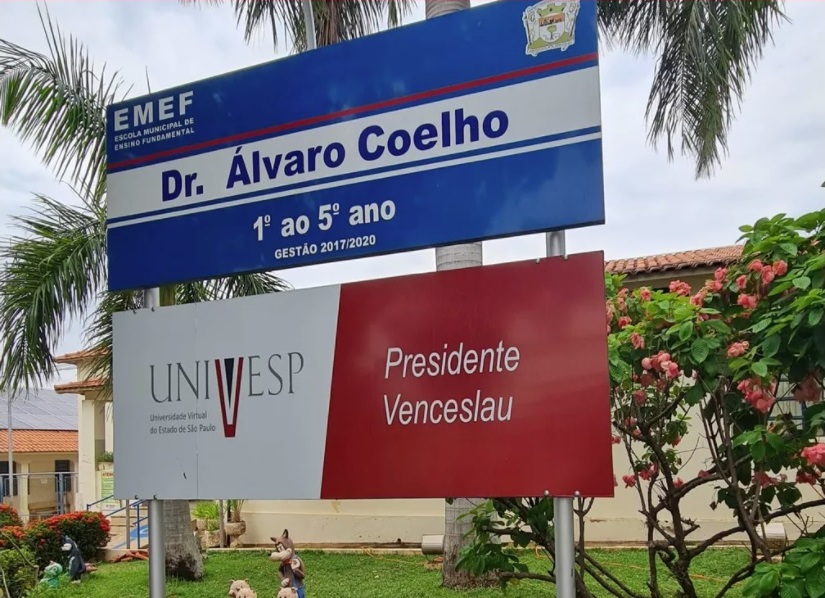 EMEF
ESCOLA MUNICIPAL DE
ENSINO FUNDAMENTAL
Dr. Álvaro Coelho
1º ao 5º ano
GESTÃO 2017/2020
UNIVESP
Universidade Virtual
do Estado de São Paulo
Presidente
Venceslau